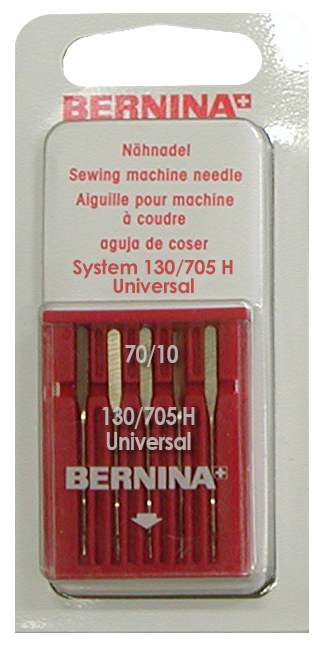 BERNINA+
Nähnadel
Sewing machine needle
Aiguille pour machine
à coudre
aguja de coser
System 130/705 H
Universal
70/10
130/705 H
Universal
BERNINA+